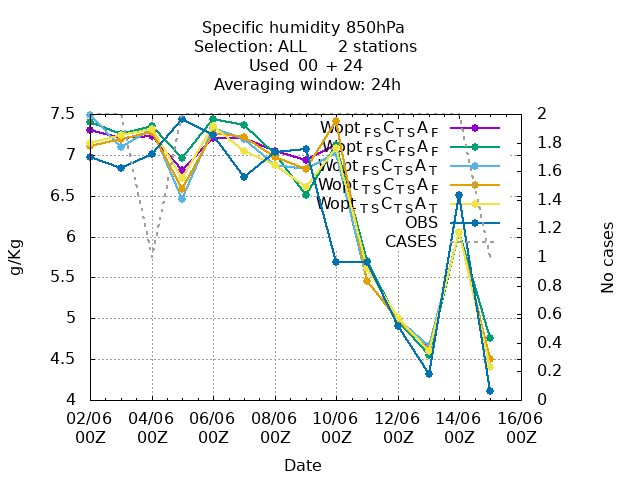 Specific humidity 850hPa
Selection: ALL 2 stations
Used 00 + 24
Averaging window: 24h
7.5
7
6.5
6
5.5
5
4.5
4
g/Kg
2
1.8
1.6
1.4
1.2
1
0.8
0.6
0.4
0.2
0
No cases
Wopt FS C TS A F
Wopt FS C FS A F
Wopt FS C TS A T
Wopt TS C TS A F
Wopt TS C TS A T
OBS
CASES
02/06 04/06 06/06 08/06 10/06 12/06 14/06 16/06
00Z 00Z 00Z 00Z 00Z 00Z 00Z 00Z
Date